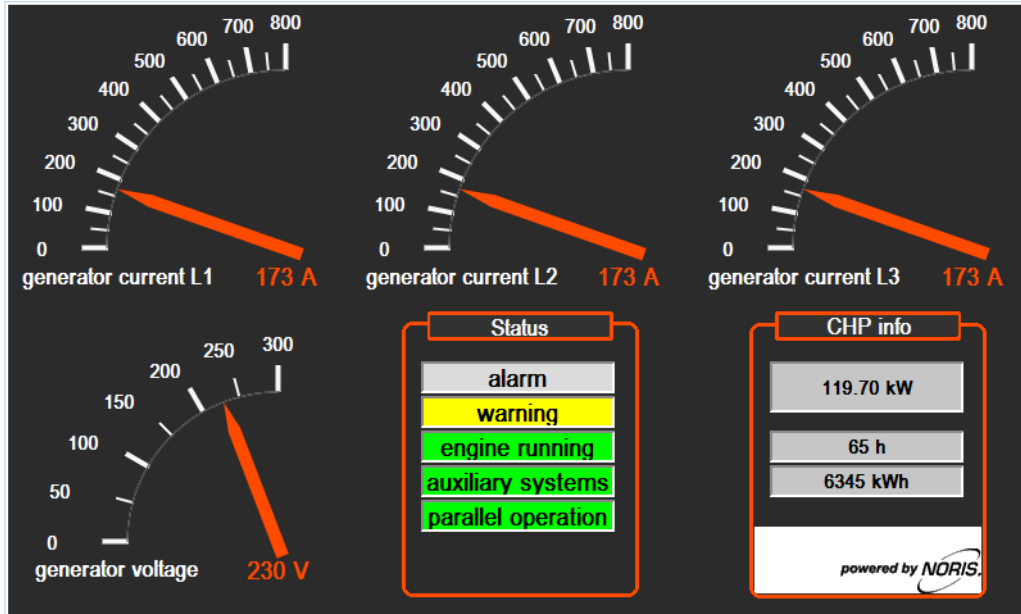 0 100 200 300 400 500 600 700 800
generator current L1 173 A
0 100 200 300 400 500 600 700 800
generator current L2 173 A
0 100 200 300 400 500 600 700 800
generator current L3 173 A
0 50 100 150 200 250 300
generator voltage 230 V
Status
alarm
warning
engine running
auxiliary systems
parallel operation
CHP info
119.70 kW
65 h
6345 kWh
powered by NORIS.